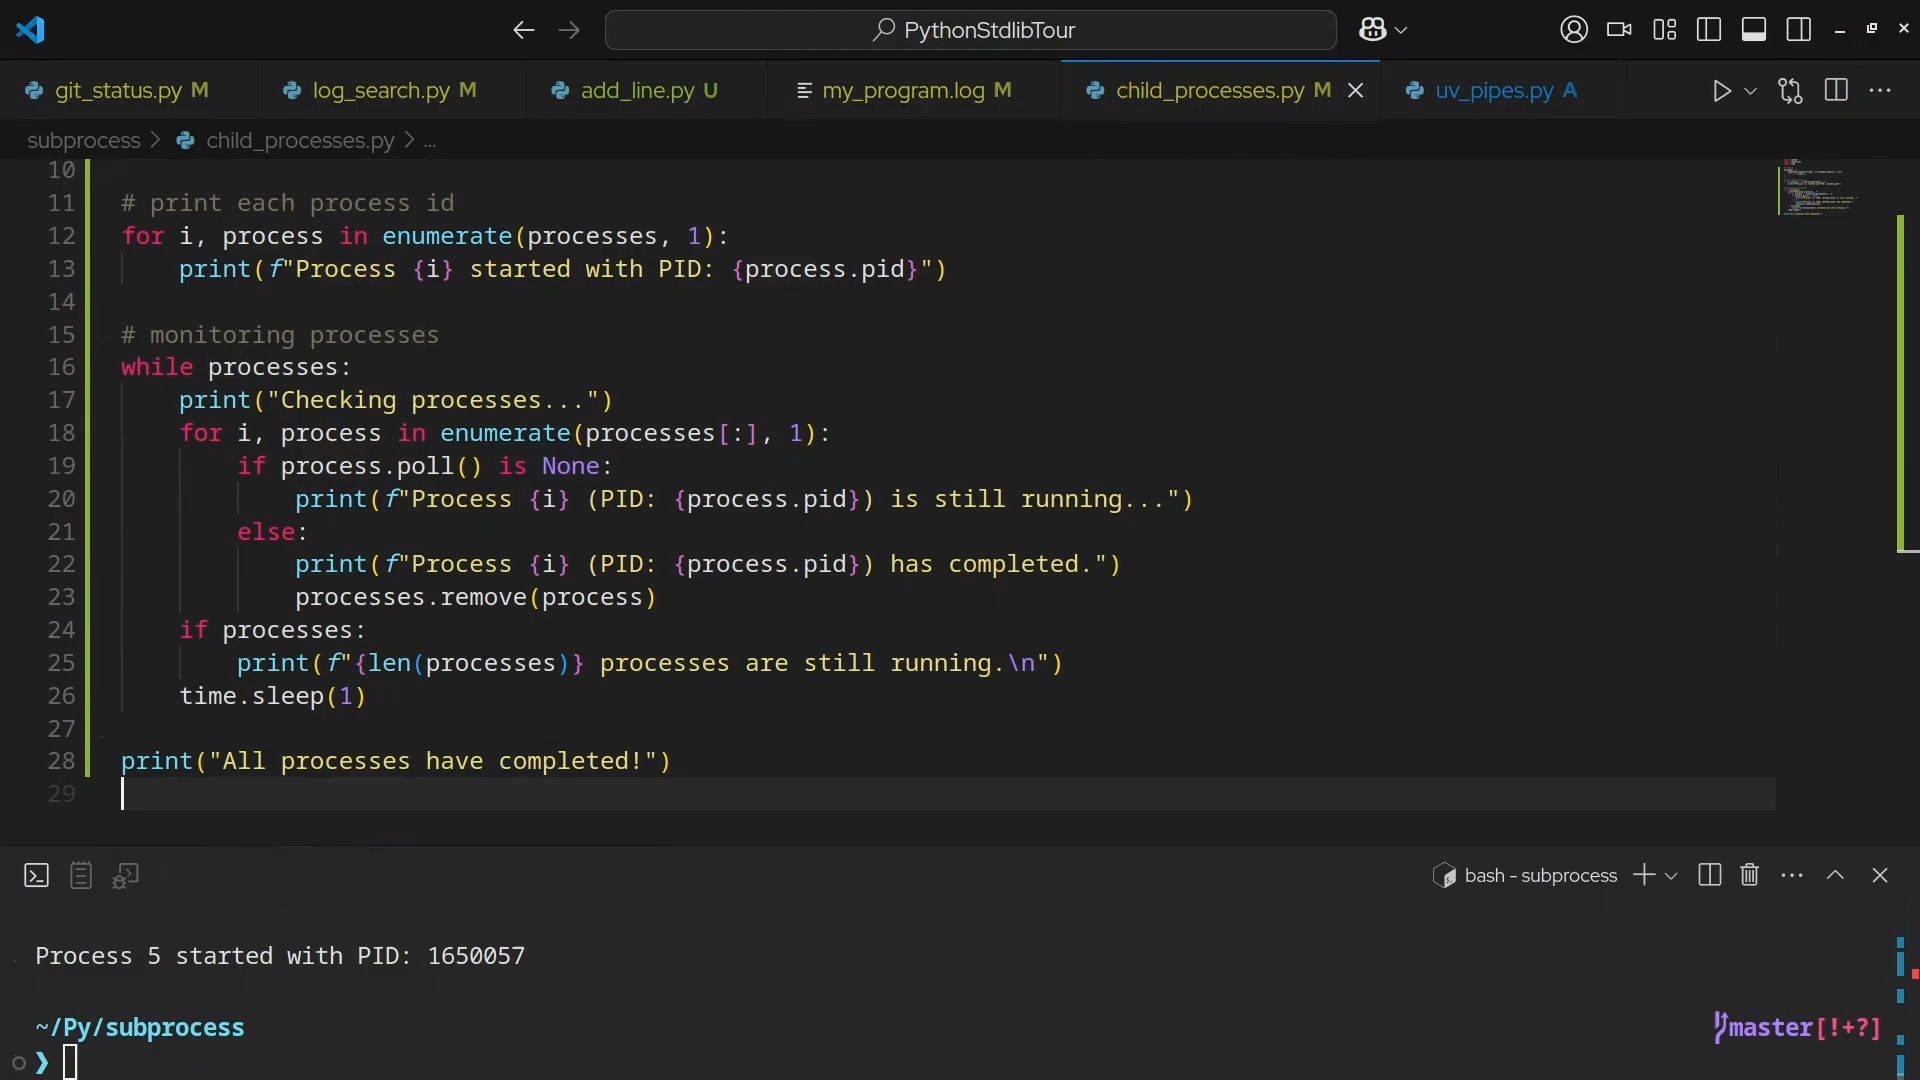 PythonStdlibTour
git_status.py M
log_search.py M
add_line.py U
my_program.log M
child_processes.py M
uv_pipes.py A
subprocess > child_processes.py > ...
10
11 # print each process id
12 for i, process in enumerate(processes, 1):
13     print(f"Process {i} started with PID: {process.pid}")
14
15 # monitoring processes
16 while processes:
17     print("Checking processes...")
18     for i, process in enumerate(processes[:], 1):
19         if process.poll() is None:
20             print(f"Process {i} (PID: {process.pid}) is still running...")
21         else:
22             print(f"Process {i} (PID: {process.pid}) has completed.")
23             processes.remove(process)
24     if processes:
25         print(f"{len(processes)} processes are still running.\n")
26     time.sleep(1)
27
28 print("All processes have completed!")
29
bash - subprocess
Process 5 started with PID: 1650057
~/Py/subprocess
master[!+?]
❯